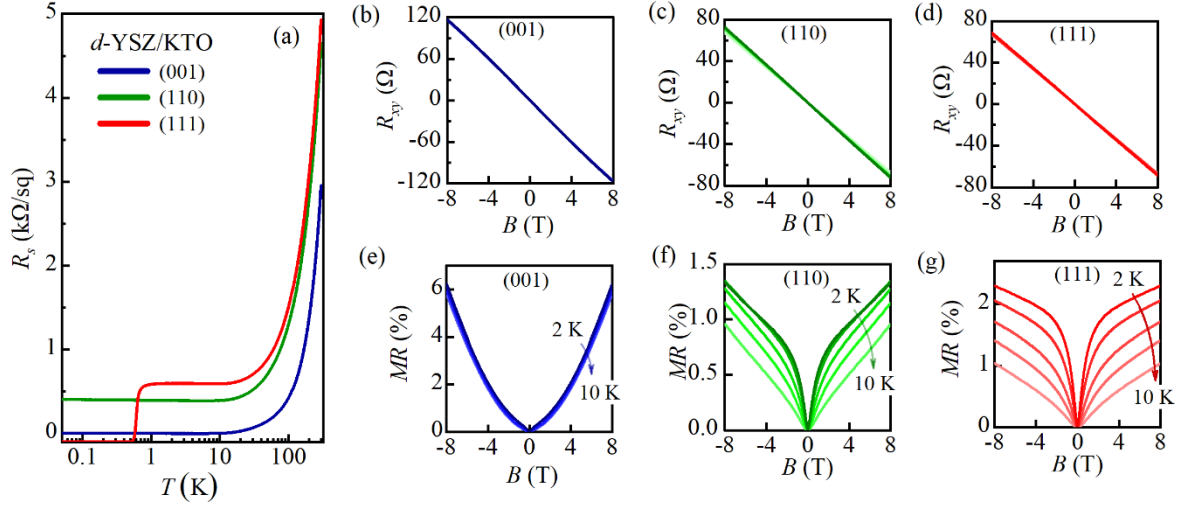 (a)
d-YSZ/KTO
(001)
(110)
(111)
5
4
3
2
1
0
R_s (kΩ/sq)
0.1 1 10 100
T (K)
(b)
(001)
120
60
0
-60
-120
R_xy (Ω)
-8 -4 0 4 8
B (T)
(c)
(110)
80
40
0
-40
-80
R_xy (Ω)
-8 -4 0 4 8
B (T)
(d)
(111)
80
40
0
-40
-80
R_xy (Ω)
-8 -4 0 4 8
B (T)
(e)
(001)
6
4
2
0
MR (%)
2 K
10 K
-8 -4 0 4 8
B (T)
(f)
(110)
1.5
1.0
0.5
0.0
MR (%)
2 K
10 K
-8 -4 0 4 8
B (T)
(g)
(111)
2
1
0
MR (%)
2 K
10 K
-8 -4 0 4 8
B (T)